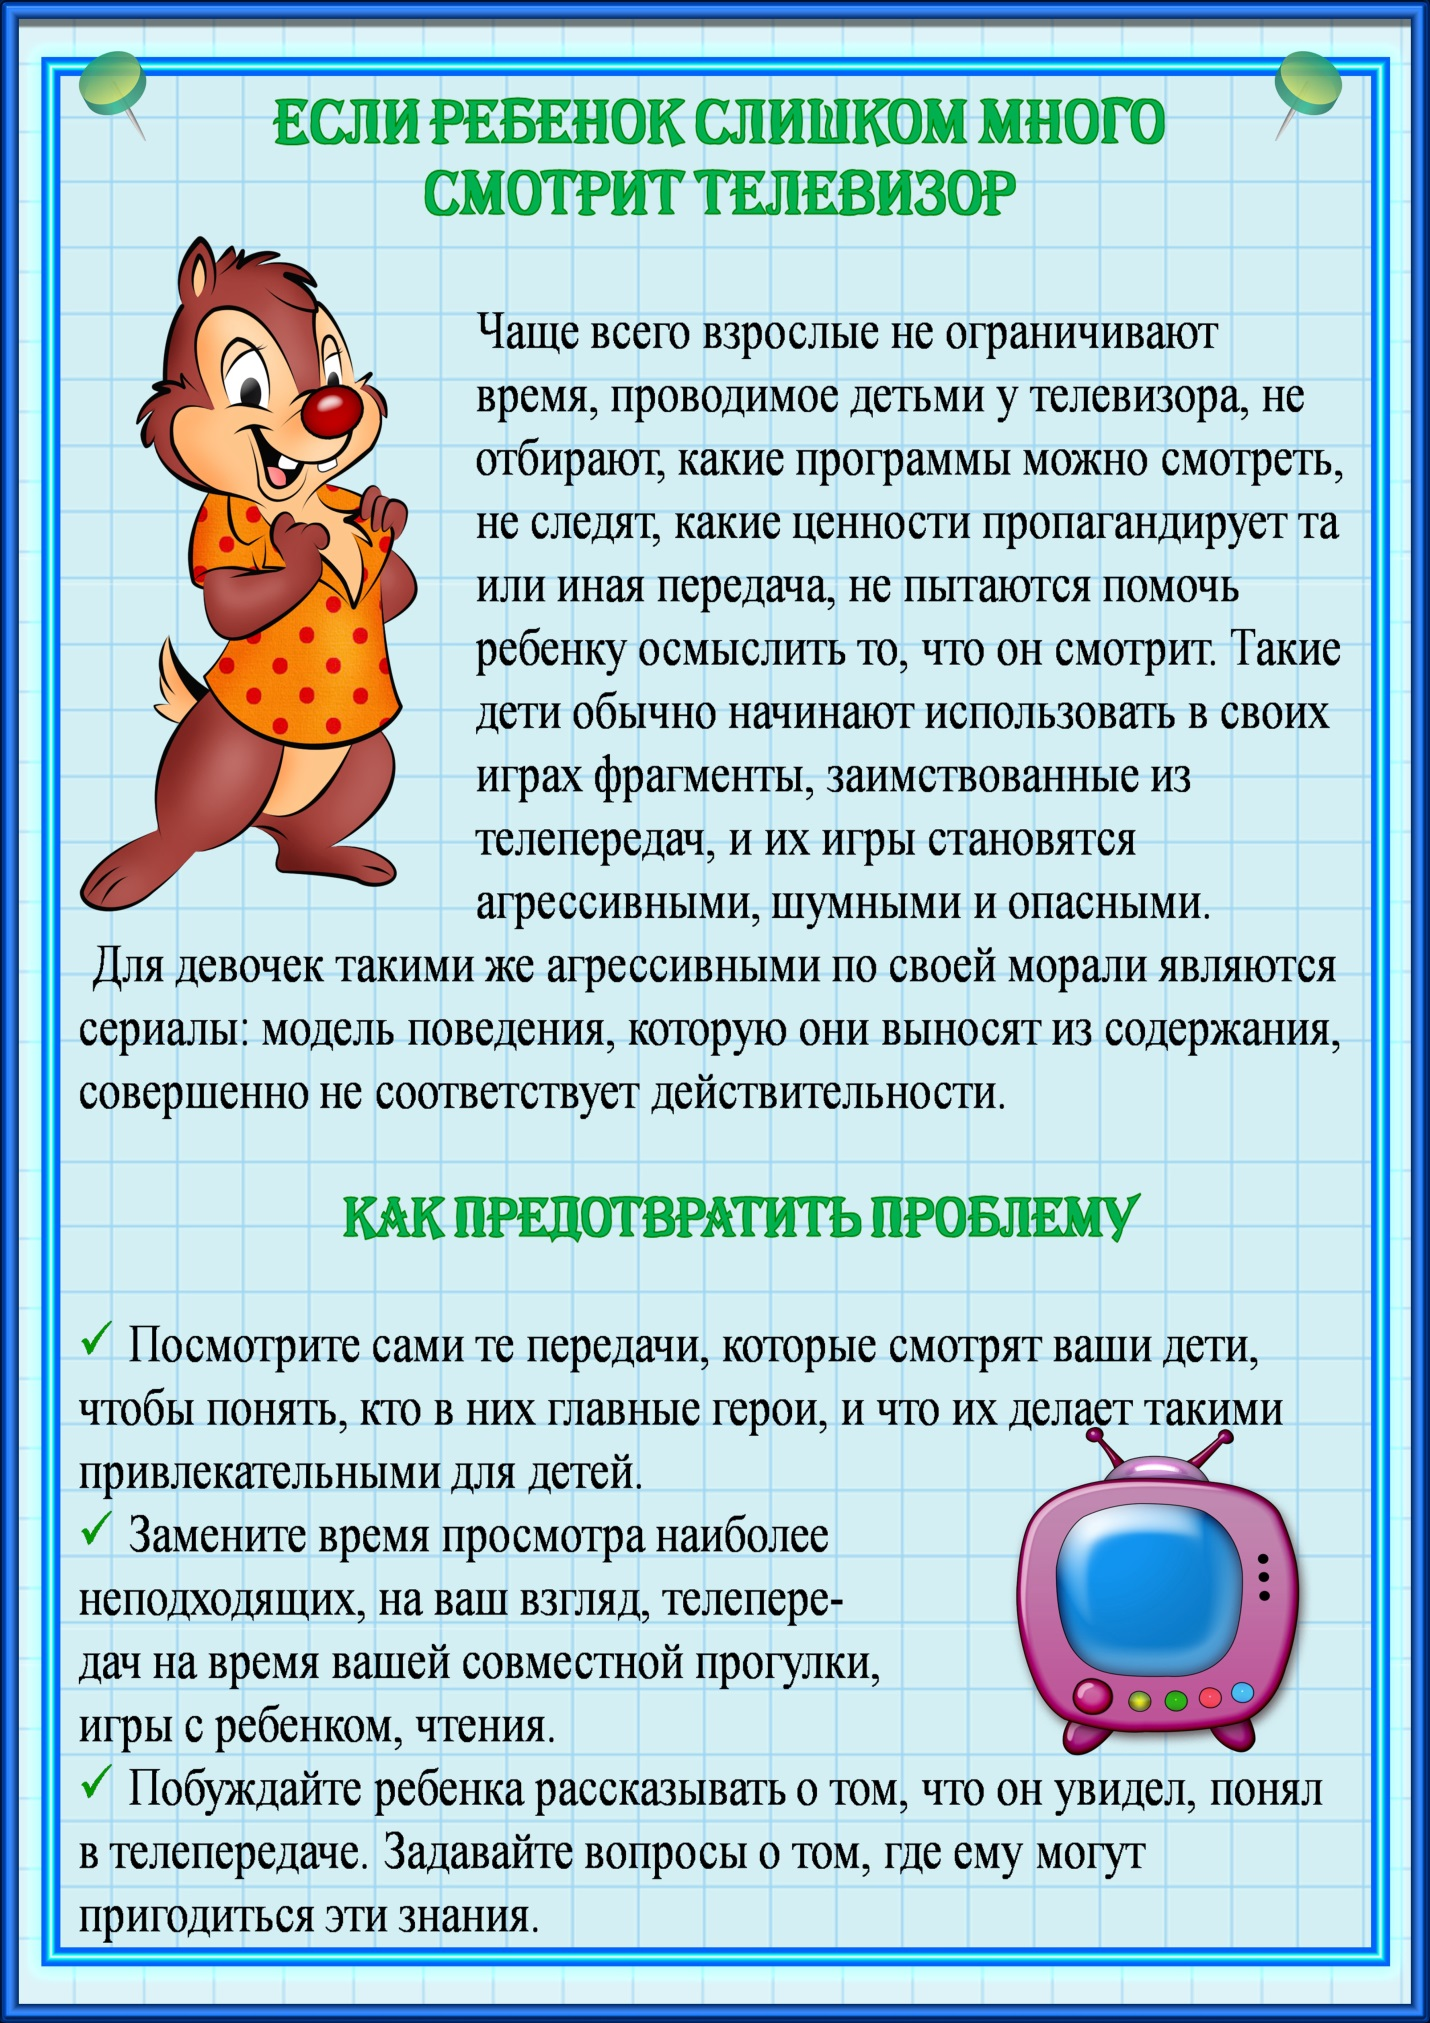 ЕСЛИ РЕБЕНОК СЛИШКОМ МНОГО
СМОТРИТ ТЕЛЕВИЗОР
Чаще всего взрослые не ограничивают
время, проводимое детьми у телевизора, не
отбирают, какие программы можно смотреть,
не следят, какие ценности пропагандирует та
или иная передача, не пытаются помочь
ребенку осмыслить то, что он смотрит. Такие
дети обычно начинают использовать в своих
играх фрагменты, заимствованные из
телепередач, и их игры становятся
агрессивными, шумными и опасными.
Для девочек такими же агрессивными по своей морали являются
сериалы: модель поведения, которую они выносят из содержания,
совершенно не соответствует действительности.
КАК ПРЕДОТВРАТИТЬ ПРОБЛЕМУ
✓ Посмотрите сами те передачи, которые смотрят ваши дети,
чтобы понять, кто в них главные герои, и что их делает такими
привлекательными для детей.
✓ Замените время просмотра наиболее
неподходящих, на ваш взгляд, телепере-
дач на время вашей совместной прогулки,
игры с ребенком, чтения.
✓ Побуждайте ребенка рассказывать о том, что он увидел, понял
в телепередаче. Задавайте вопросы о том, где ему могут
пригодиться эти знания.